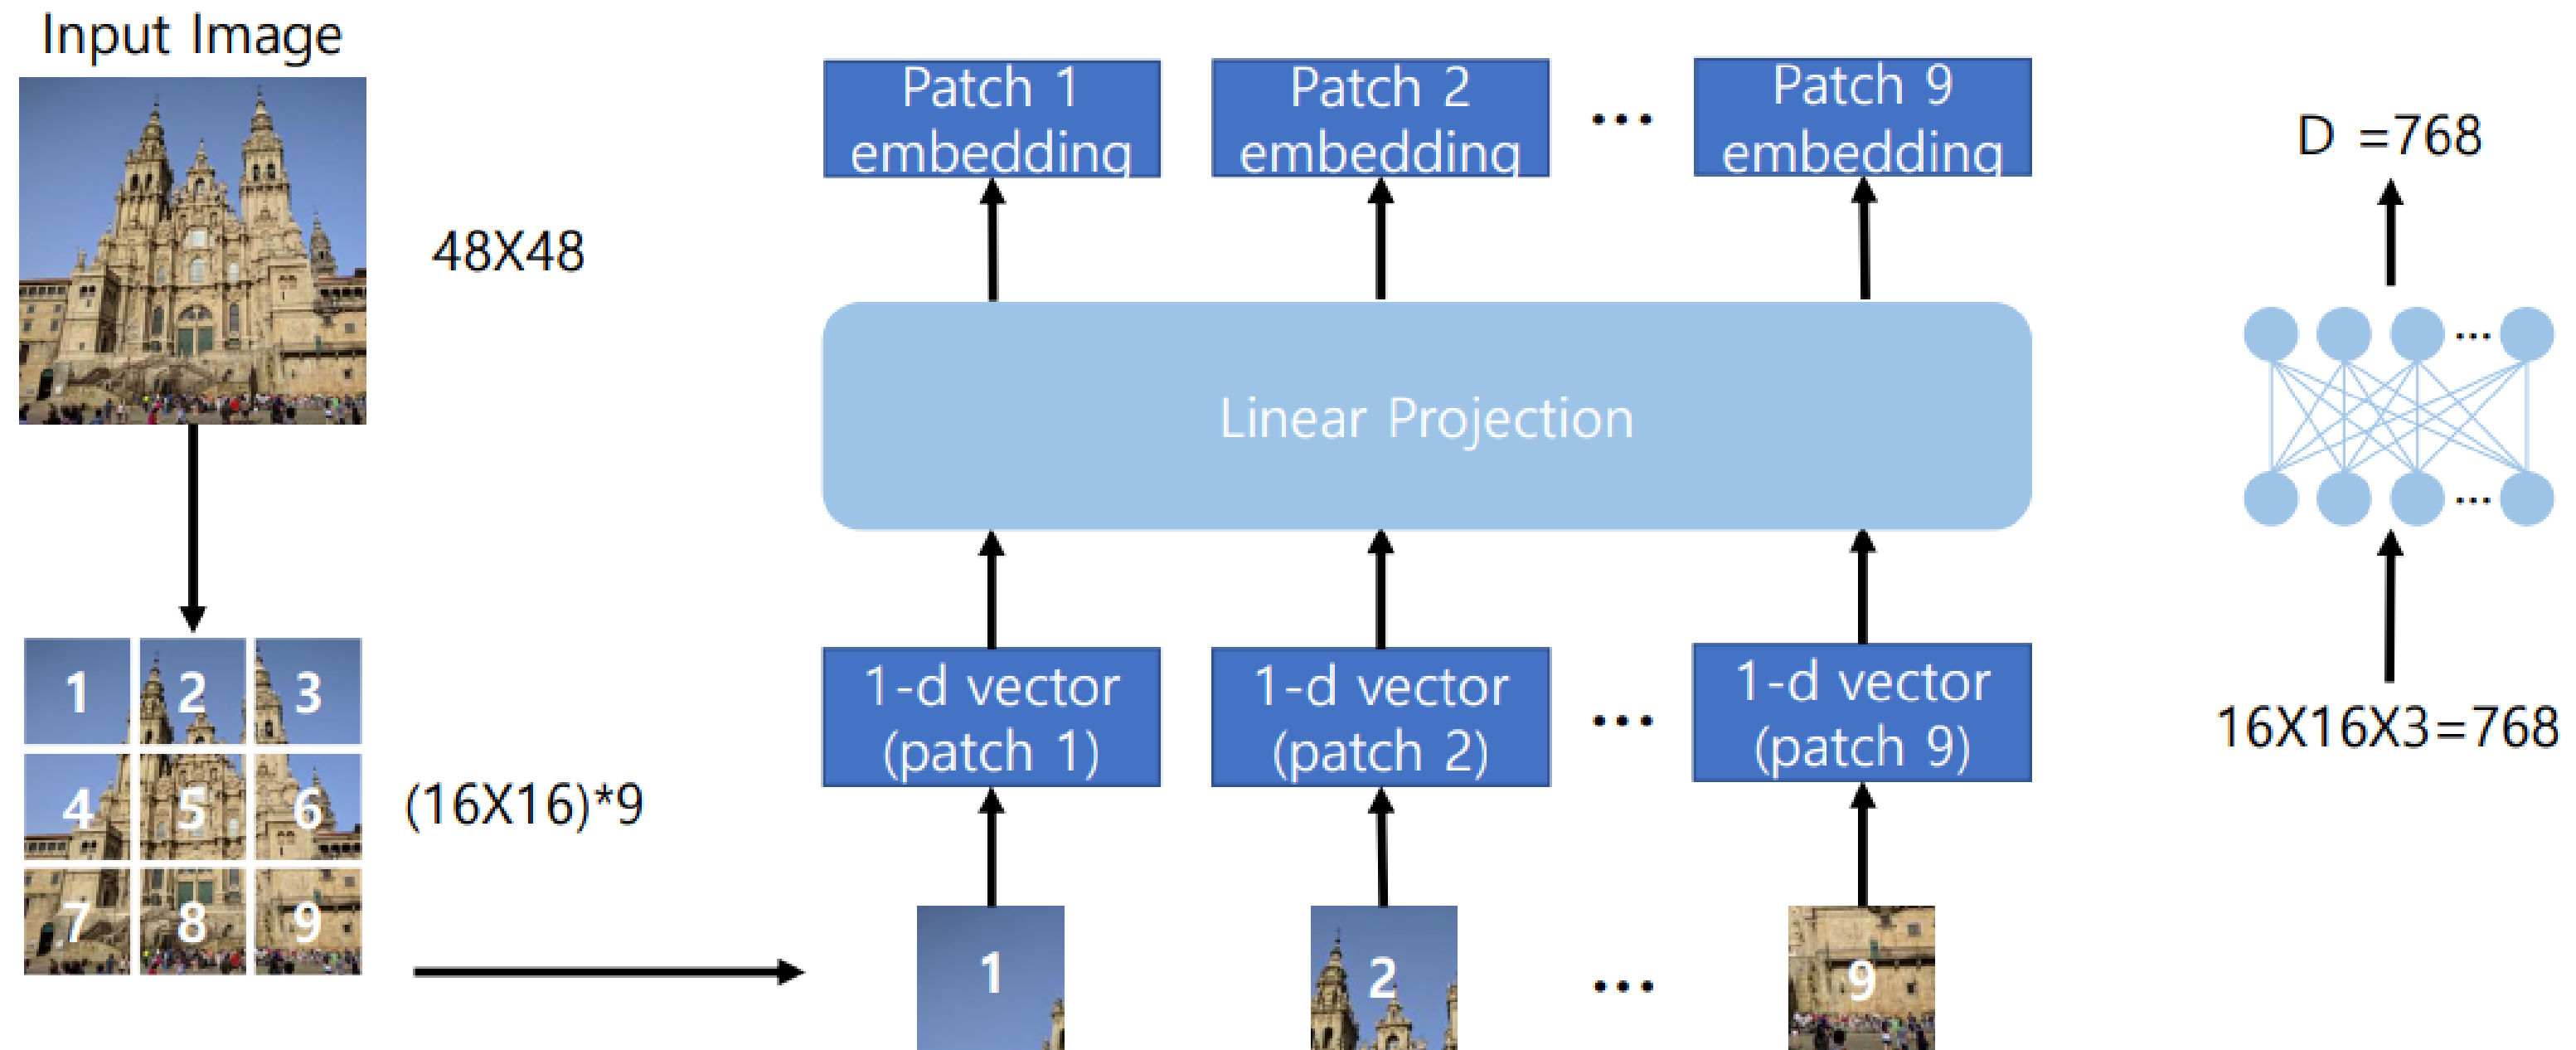 Input Image
48X48
1
2
3
4
5
6
7
8
9
(16X16)*9
Patch 1
embedding
Patch 2
embedding
...
Patch 9
embedding
Linear Projection
1-d vector
(patch 1)
1-d vector
(patch 2)
...
1-d vector
(patch 9)
1
2
...
9
D =768
...
...
16X16X3=768